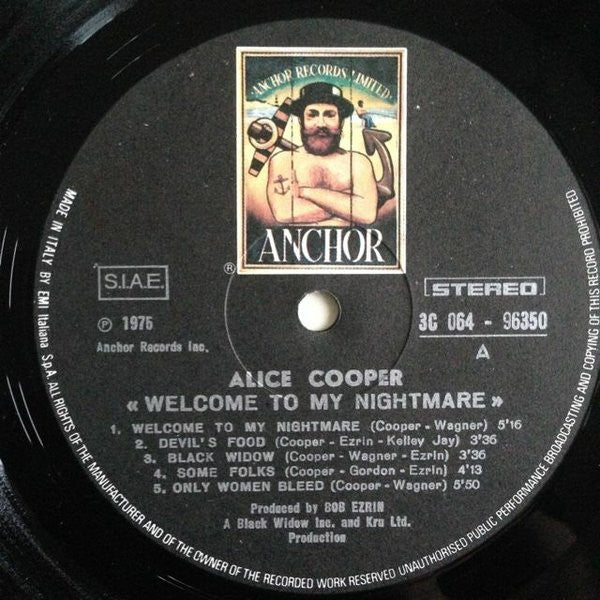 "ANCHOR RECORDS LIMITED"
ANCHOR
®
S.I.A.E.
℗ 1975
Anchor Records Inc.
STEREO
3C 064 - 96350
A
ALICE COOPER
« WELCOME TO MY NIGHTMARE »
1. WELCOME TO MY NIGHTMARE (Cooper - Wagner) 5'16
2. DEVIL'S FOOD (Cooper - Ezrin - Kelley Jay) 3'36
3. BLACK WIDOW (Cooper - Wagner - Ezrin) 3'36
4. SOME FOLKS (Cooper - Gordon - Ezrin) 4'13
5. ONLY WOMEN BLEED (Cooper - Wagner) 5'50
Produced by BOB EZRIN
A Black Widow Inc. and Kru Ltd.
Production
MADE IN ITALY BY EMI Italiana S.p.A. ALL RIGHTS OF THE MANUFACTURER AND OF THE OWNER OF THE RECORDED WORK RESERVED UNAUTHORISED PUBLIC PERFORMANCE BROADCASTING AND COPYING OF THIS RECORD PROHIBITED